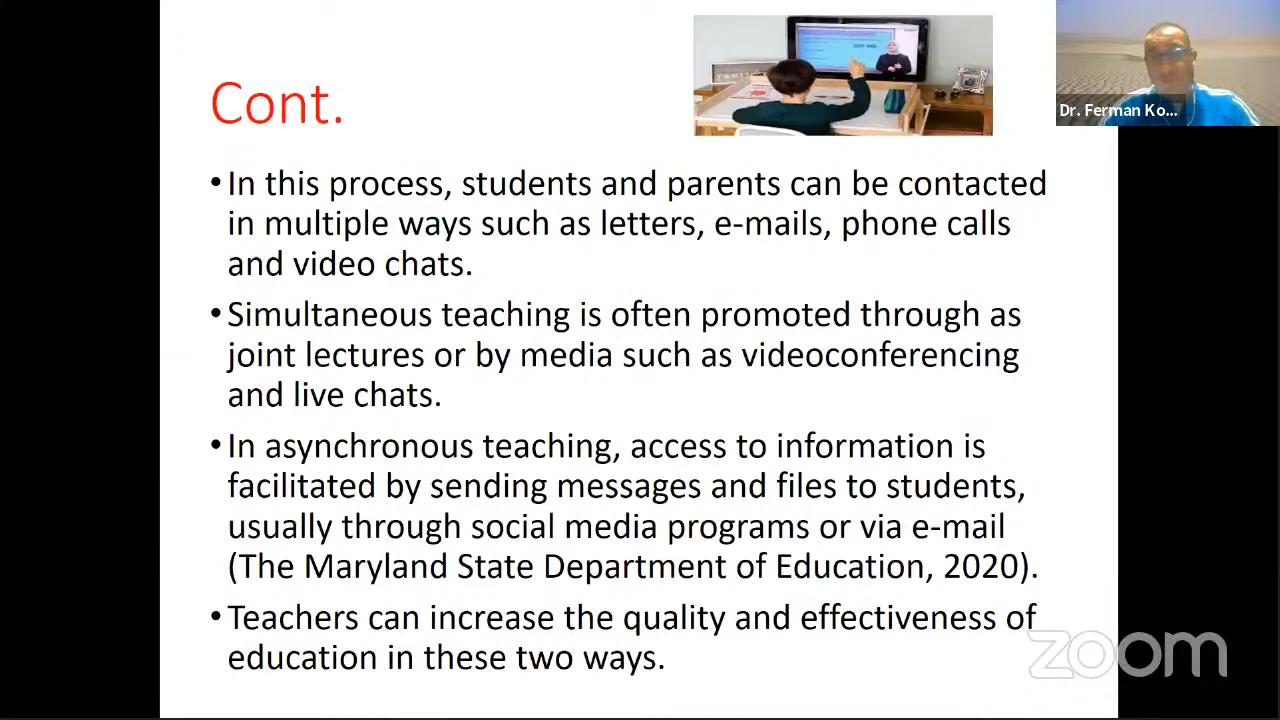 Cont.
Dr. Ferman Ko...
• In this process, students and parents can be contacted
in multiple ways such as letters, e-mails, phone calls
and video chats.
• Simultaneous teaching is often promoted through as
joint lectures or by media such as videoconferencing
and live chats.
• In asynchronous teaching, access to information is
facilitated by sending messages and files to students,
usually through social media programs or via e-mail
(The Maryland State Department of Education, 2020).
• Teachers can increase the quality and effectiveness of
education in these two ways.
zoom